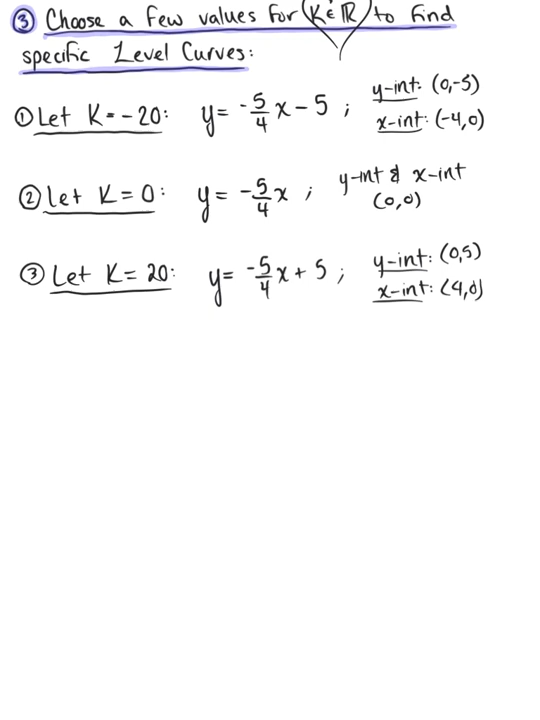 ③ Choose a Few values for (K ∈ ℝ) to Find
specific Level Curves:
① Let K = -20: y = -5/4 x - 5 ; y-int: (0,-5)
x-int: (-4,0)
② Let K = 0: y = -5/4 x ; y-int & x-int
(0,0)
③ Let K = 20: y = -5/4 x + 5 ; y-int: (0,5)
x-int: (4,0)